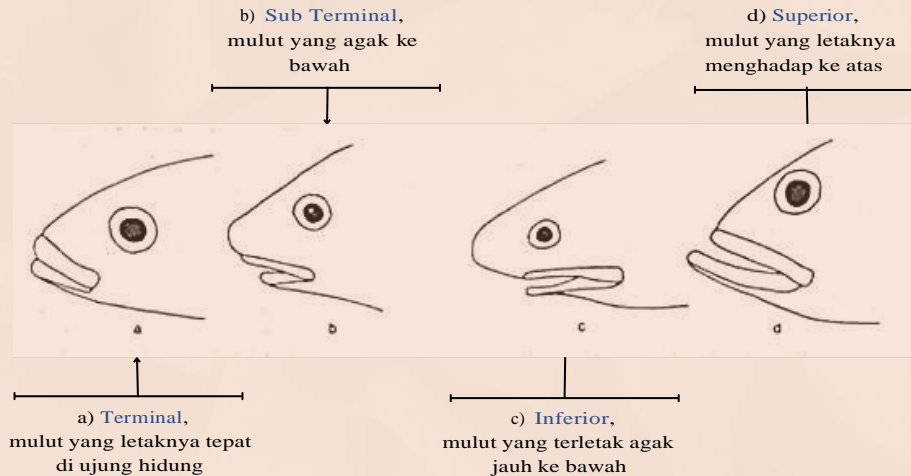 b) Sub Terminal,
mulut yang agak ke
bawah
d) Superior,
mulut yang letaknya
menghadap ke atas
a
b
c
d
a) Terminal,
mulut yang letaknya tepat
di ujung hidung
c) Inferior,
mulut yang terletak agak
jauh ke bawah